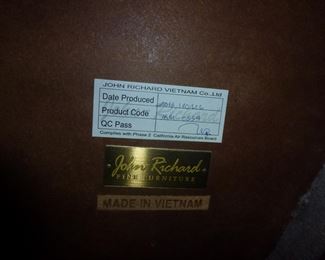 JOHN RICHARD VIETNAM Co.,Ltd
Date Produced
Product Code
QC Pass
Complies with Phase 2 California Air Resources Board
John Richard
FINE FURNITURE
MADE IN VIETNAM